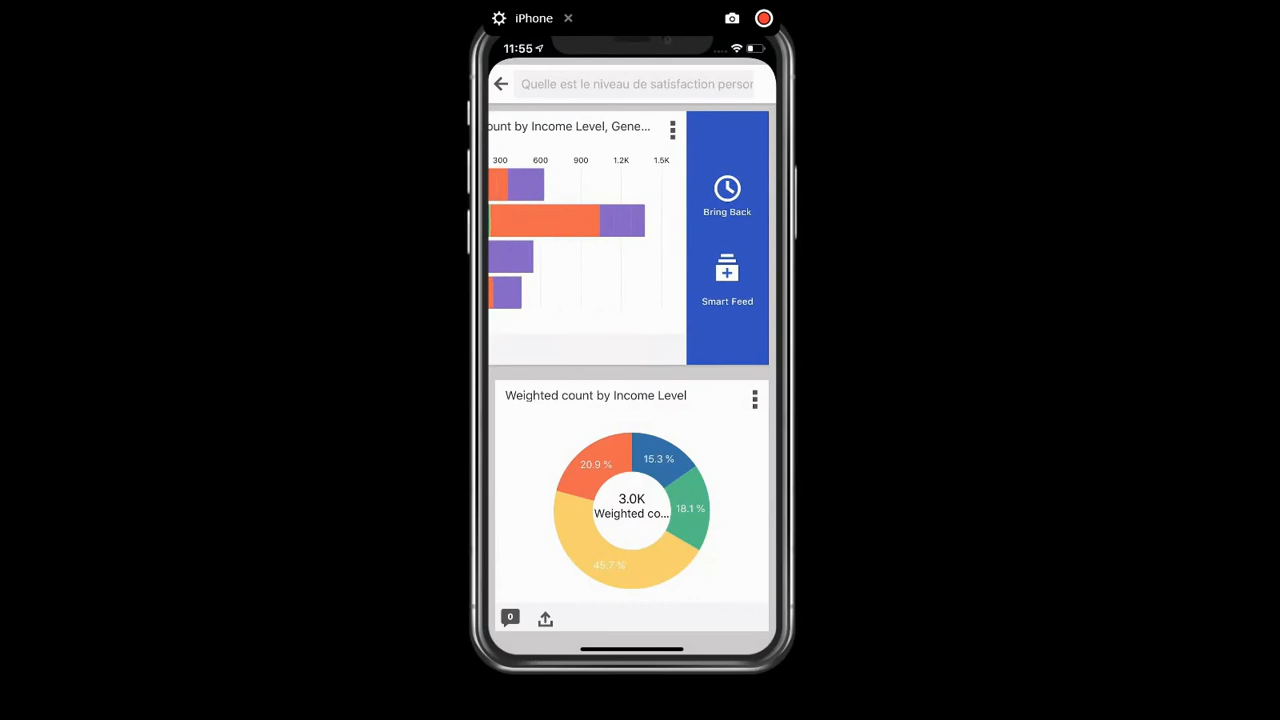 iPhone
11:55
Quelle est le niveau de satisfaction person
ount by Income Level, Gene...
300 600 900 1.2K 1.5K
Bring Back
Smart Feed
Weighted count by Income Level
20.9 %
15.3 %
3.0K
Weighted co...
18.1 %
45.7 %
0